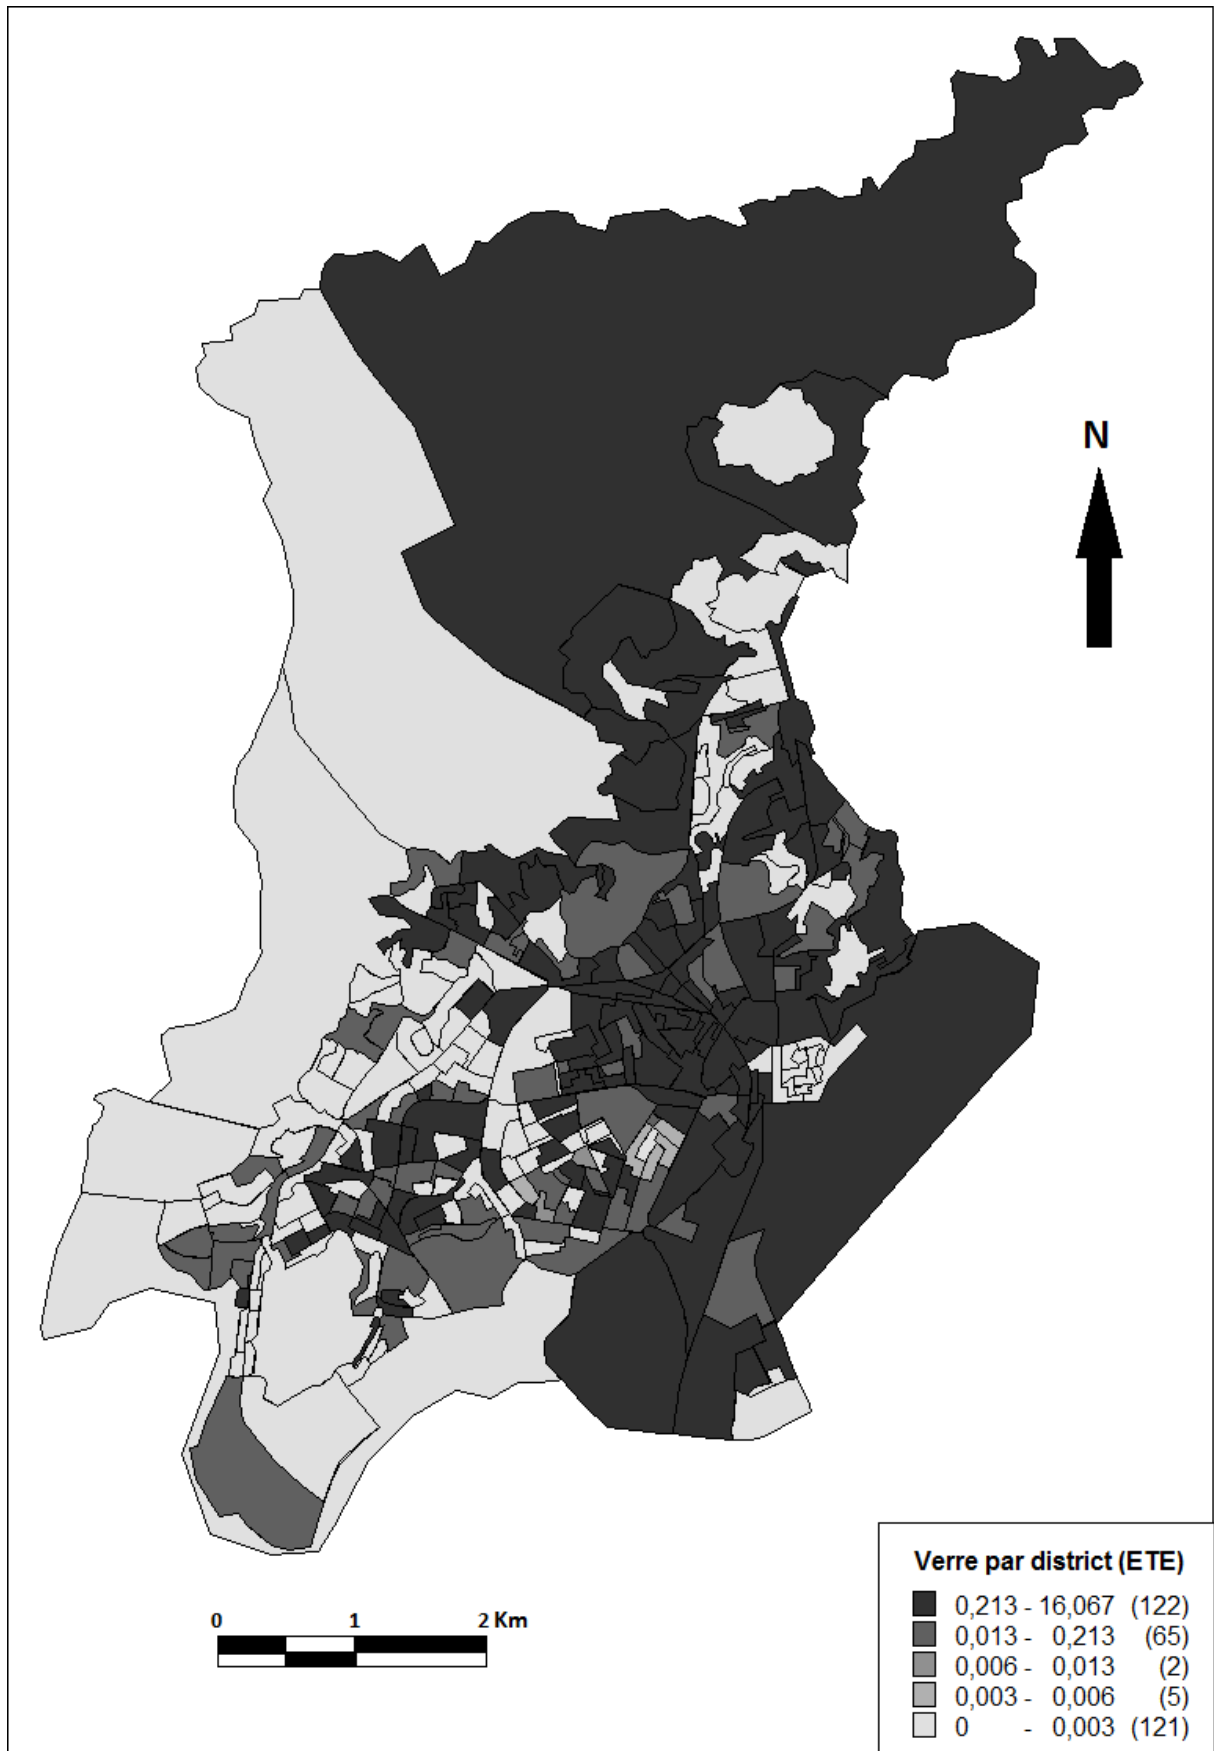 N
0 1 2 Km
Verre par district (ETE)
0,213 - 16,067 (122)
0,013 - 0,213 (65)
0,006 - 0,013 (2)
0,003 - 0,006 (5)
0 - 0,003 (121)